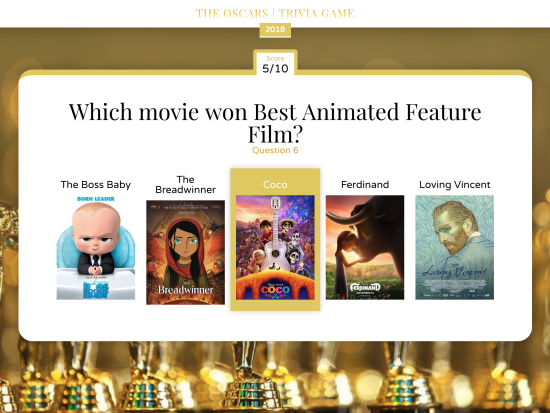 THE OSCARS | TRIVIA GAME
2018
Score
5/10
Which movie won Best Animated Feature
Film?
Question 6
The Boss Baby
The
Breadwinner
Coco
Ferdinand
Loving Vincent
BORN LEADER
Breadwinner
COCO
FERDINAND
Loving Vincent